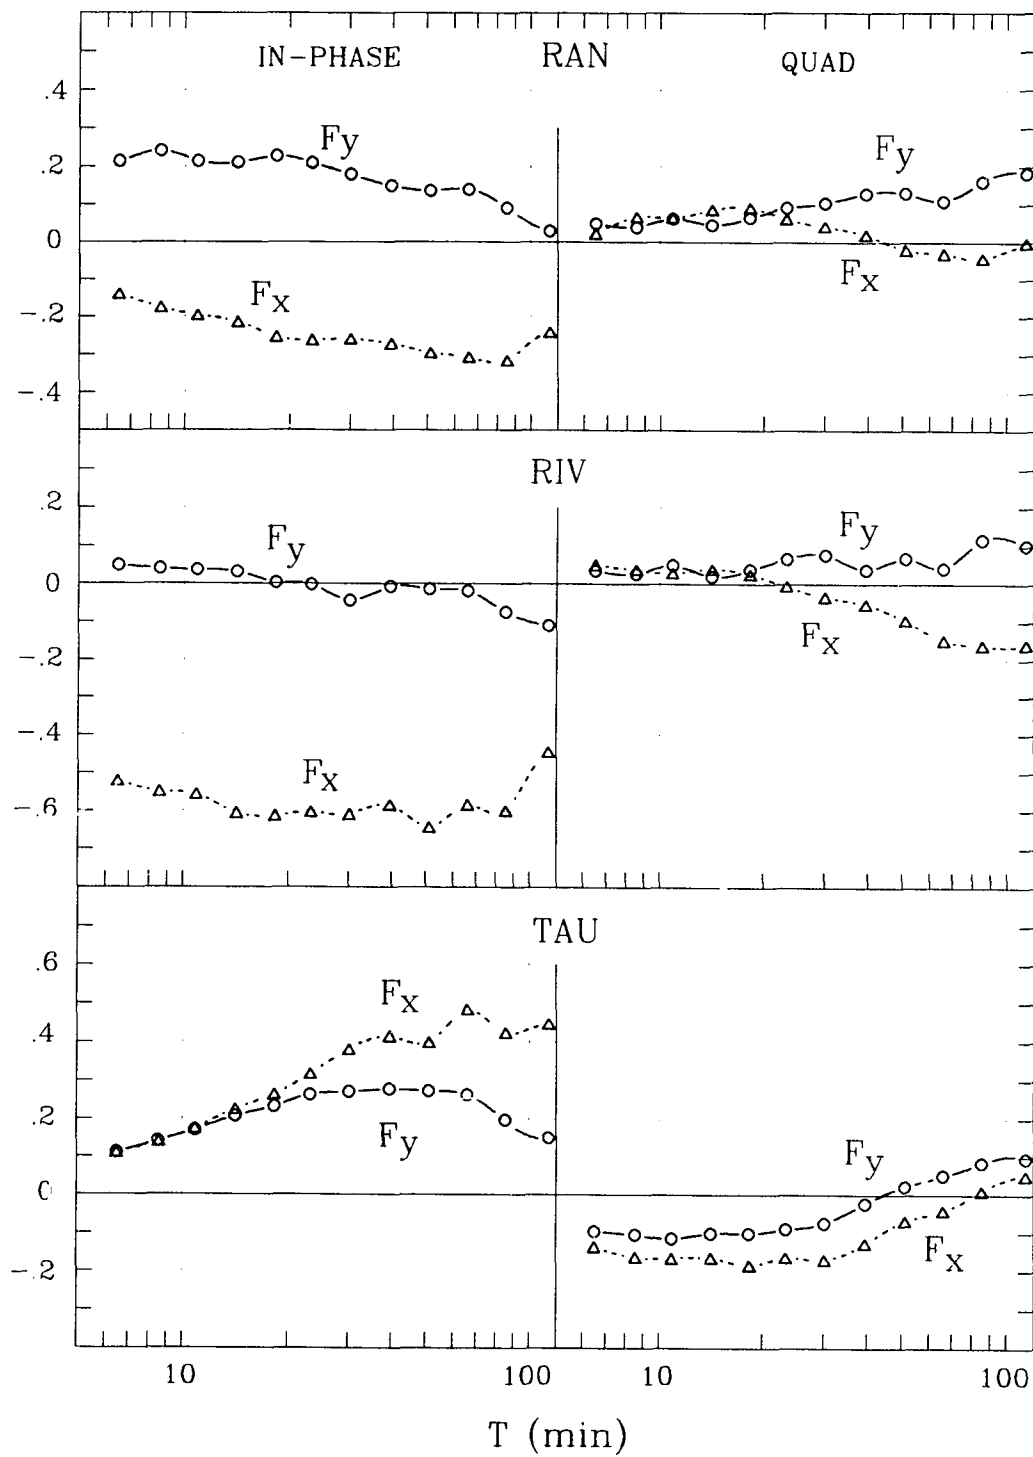 IN-PHASE RAN QUAD
.4
Fy Fy
.2
0
Fx Fx
-.2
-.4
RIV
.2
Fy Fy
0
Fx
-.2
-.4
Fx
-.6
TAU
.6
Fx
.4
.2
Fy Fy
0
Fx
-.2
10 100 10 100
T (min)